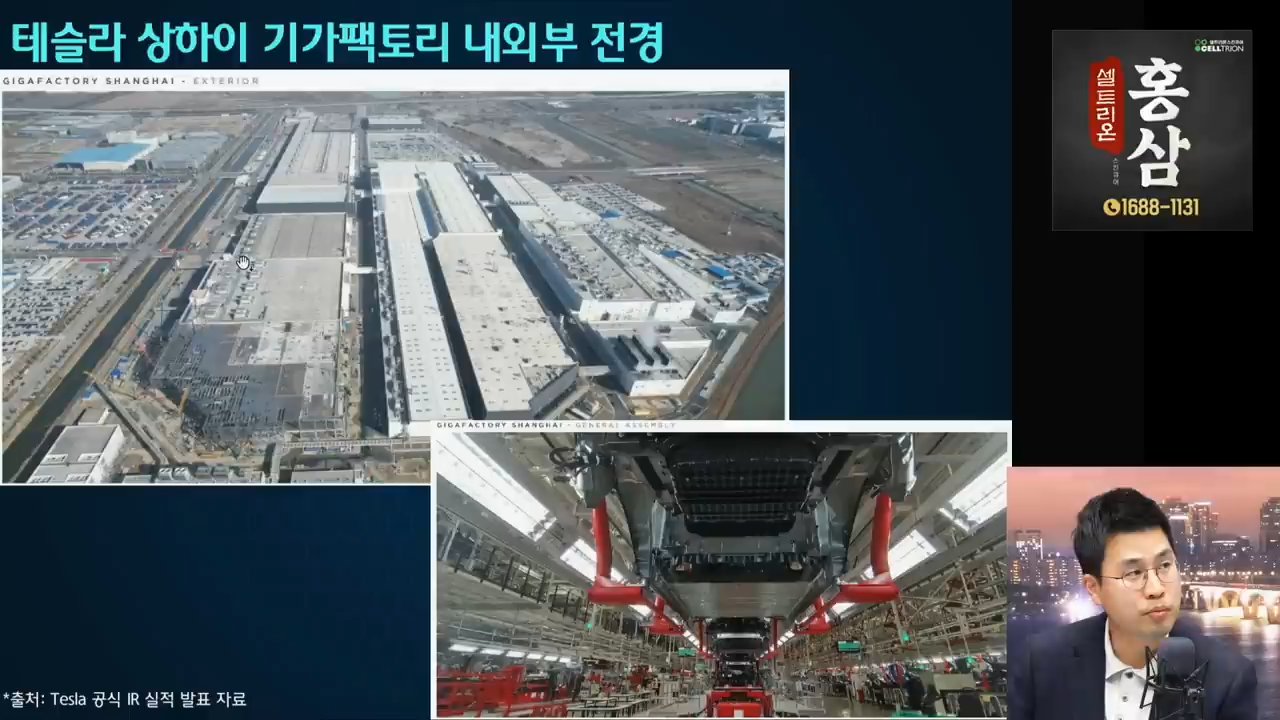 테슬라 상하이 기가팩토리 내외부 전경
GIGAFACTORY SHANGHAI - EXTERIOR
CELLTRION
셀트리온
홍삼
1688-1131
GIGAFACTORY SHANGHAI - GENERAL ASSEMBLY
*출처: Tesla 공식 IR 실적 발표 자료